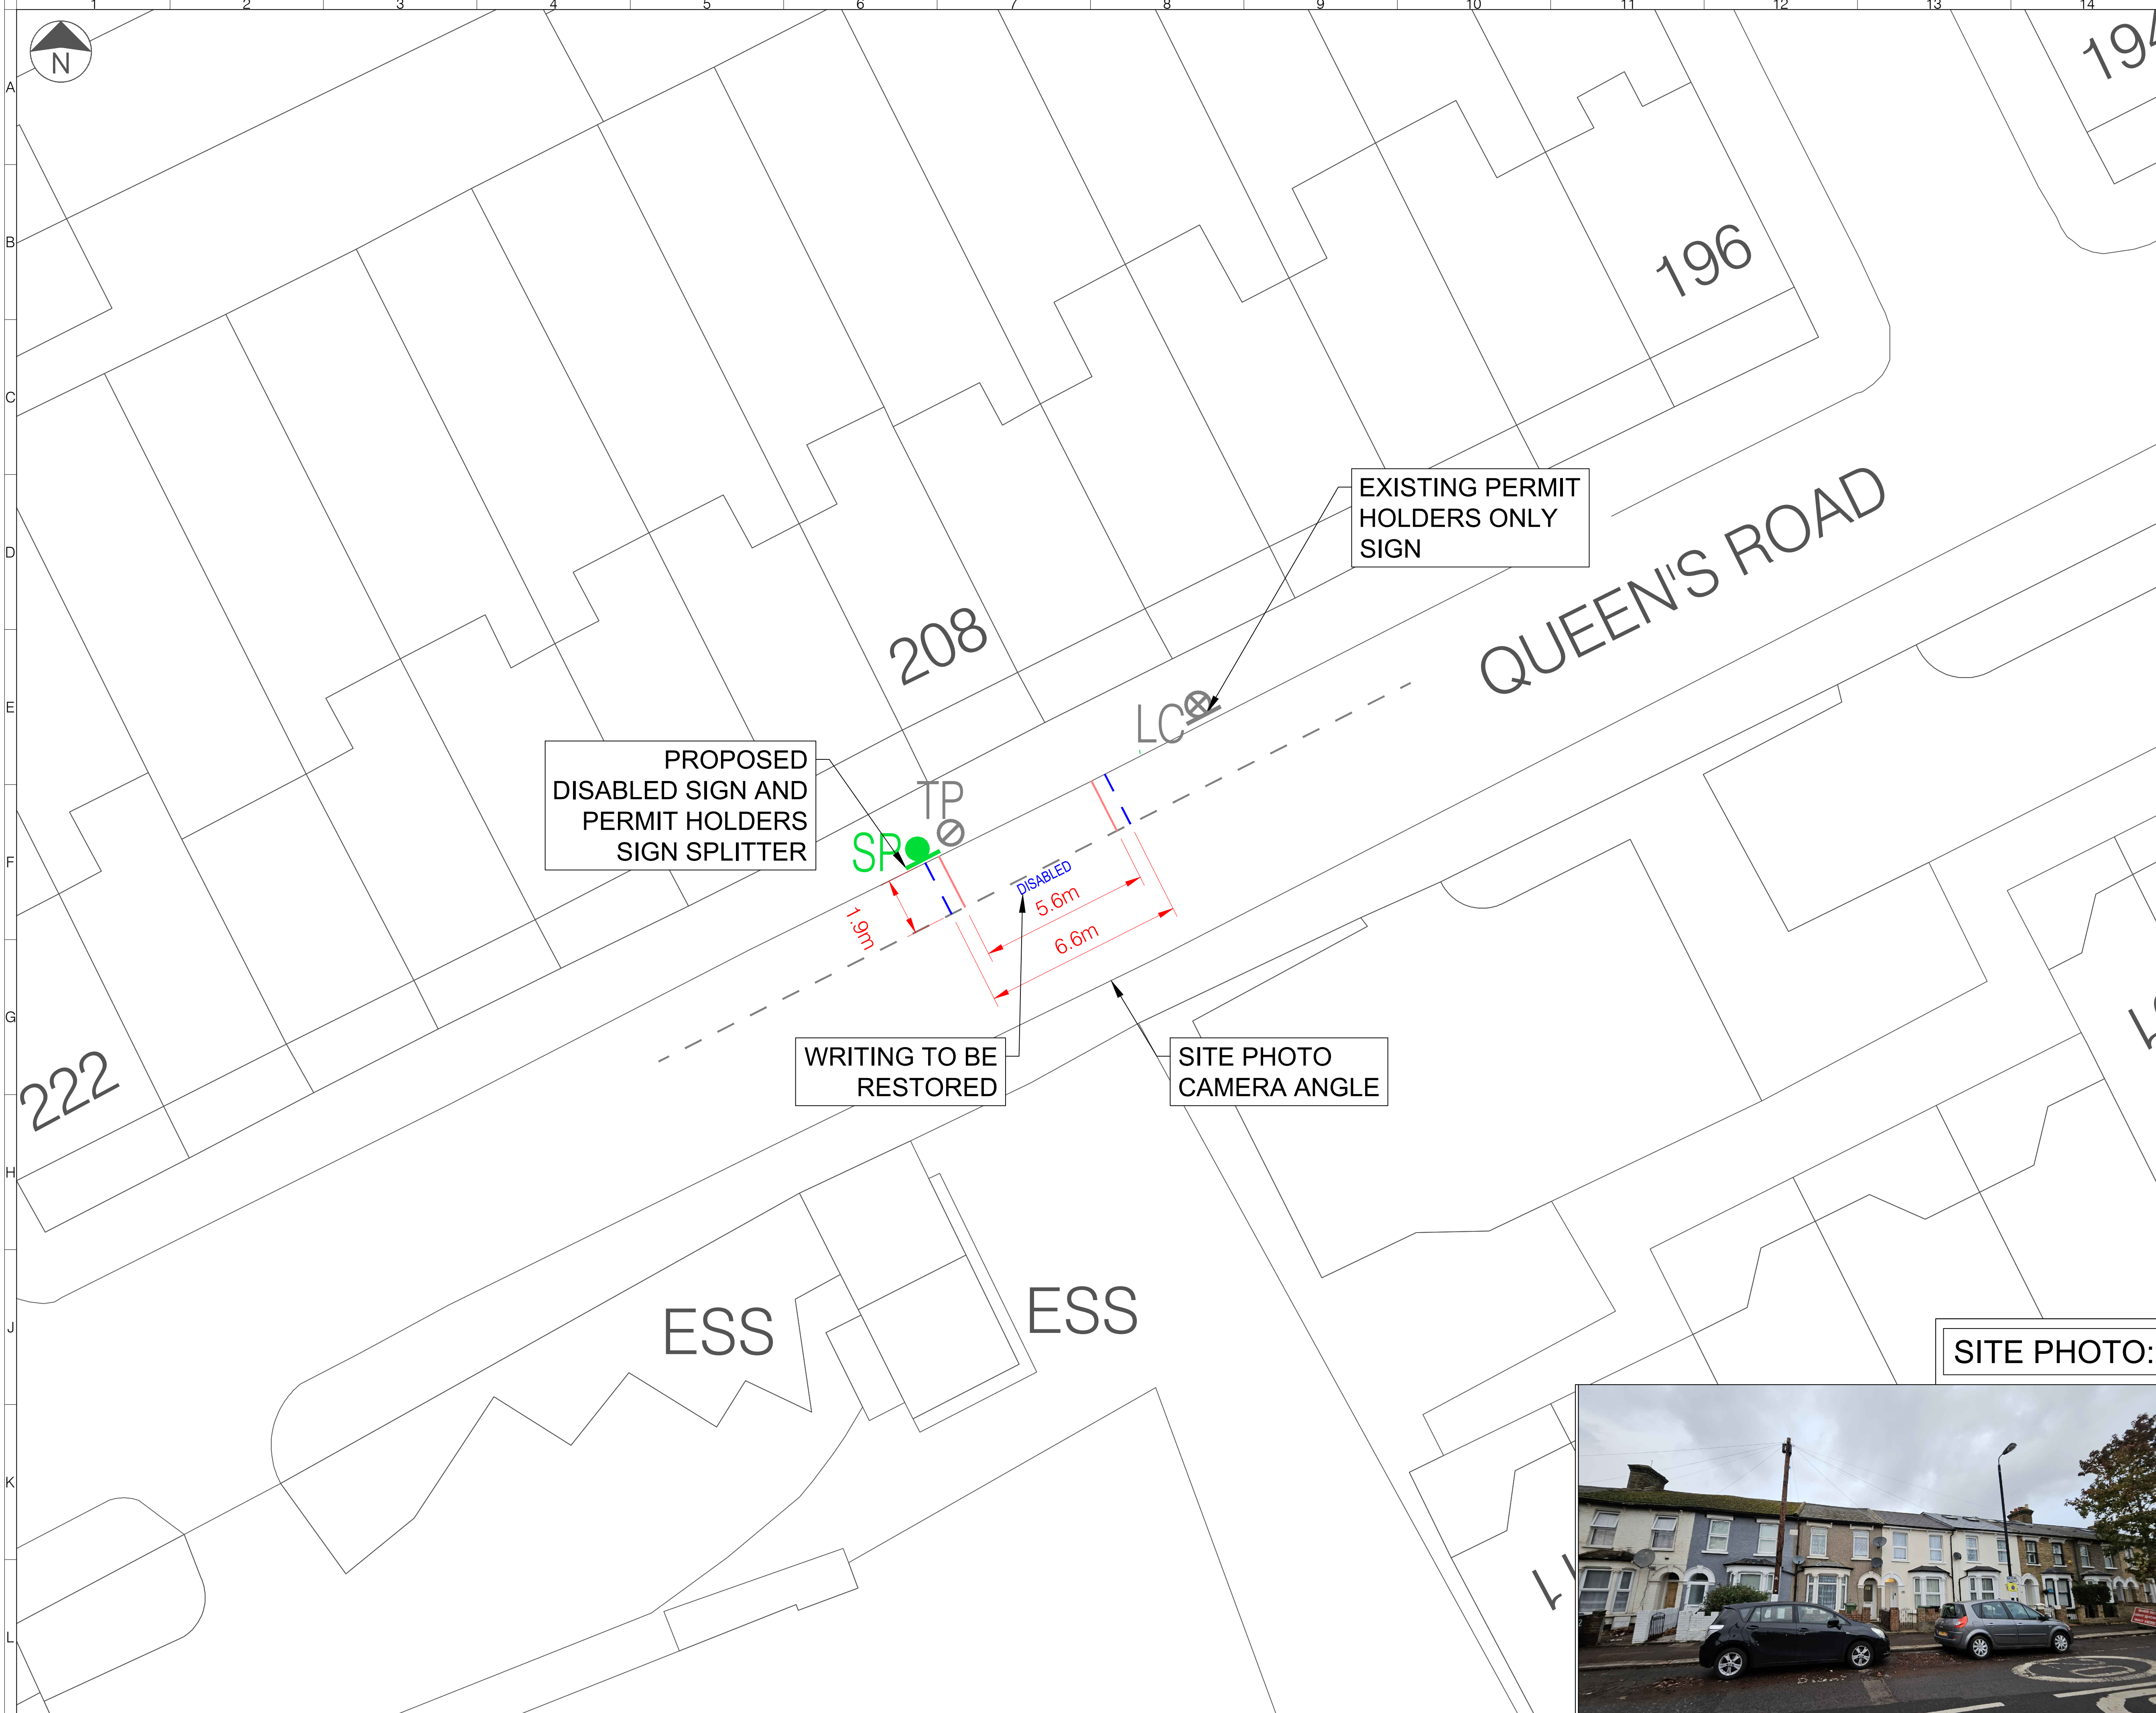 1 2 3 4 5 6 7 8 9 10 11 12 13 14
A
B
C
D
E
F
G
H
J
K
L
N
194
196
EXISTING PERMIT
HOLDERS ONLY
SIGN
QUEEN'S ROAD
208
LC
PROPOSED
DISABLED SIGN AND
PERMIT HOLDERS
SIGN SPLITTER
TP
SP
DISABLED
5.6m
6.6m
1.9m
WRITING TO BE
RESTORED
SITE PHOTO
CAMERA ANGLE
222
ESS
ESS
SITE PHOTO: